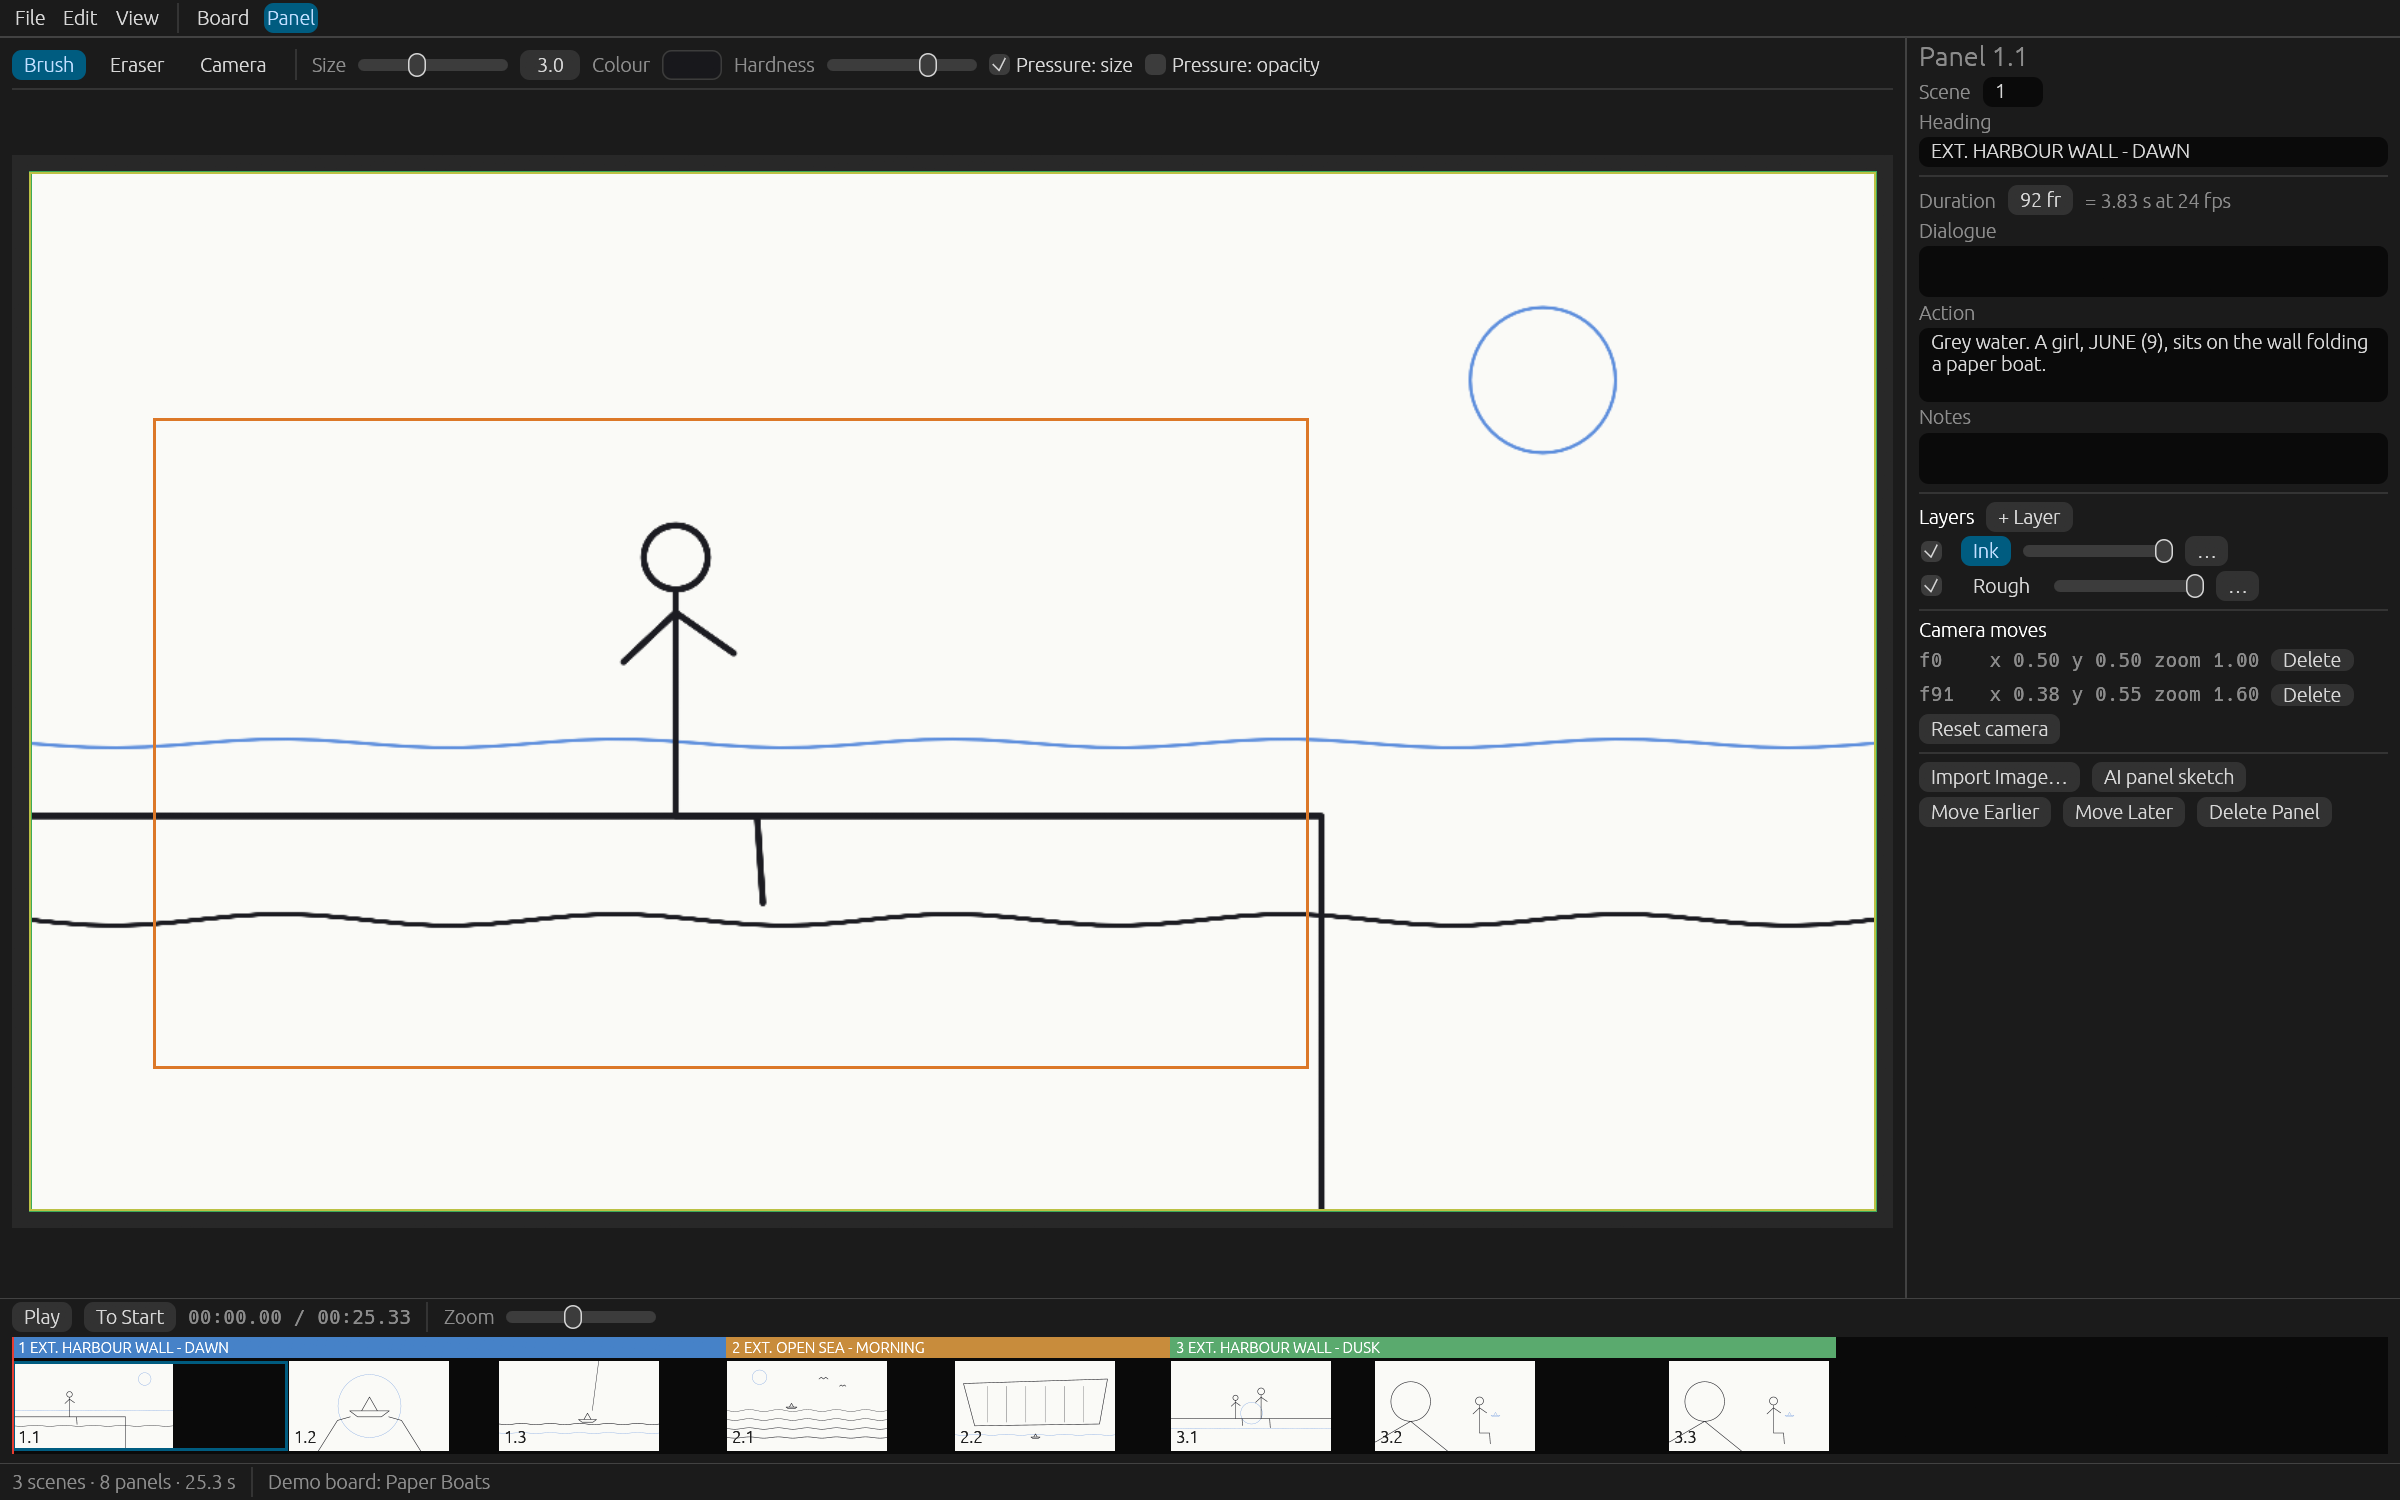 File Edit View Board Panel
Brush Eraser Camera Size 3.0 Colour Hardness Pressure: size Pressure: opacity
Panel 1.1
Scene 1
Heading
EXT. HARBOUR WALL - DAWN
Duration 92 fr = 3.83 s at 24 fps
Dialogue
Action
Grey water. A girl, JUNE (9), sits on the wall folding
a paper boat.
Notes
Layers + Layer
Ink ...
Rough ...
Camera moves
f0 x 0.50 y 0.50 zoom 1.00 Delete
f91 x 0.38 y 0.55 zoom 1.60 Delete
Reset camera
Import Image... AI panel sketch
Move Earlier Move Later Delete Panel
Play To Start 00:00.00 / 00:25.33 Zoom
1 EXT. HARBOUR WALL - DAWN 2 EXT. OPEN SEA - MORNING 3 EXT. HARBOUR WALL - DUSK
1.1 1.2 1.3 2.1 2.2 3.1 3.2 3.3
3 scenes · 8 panels · 25.3 s Demo board: Paper Boats